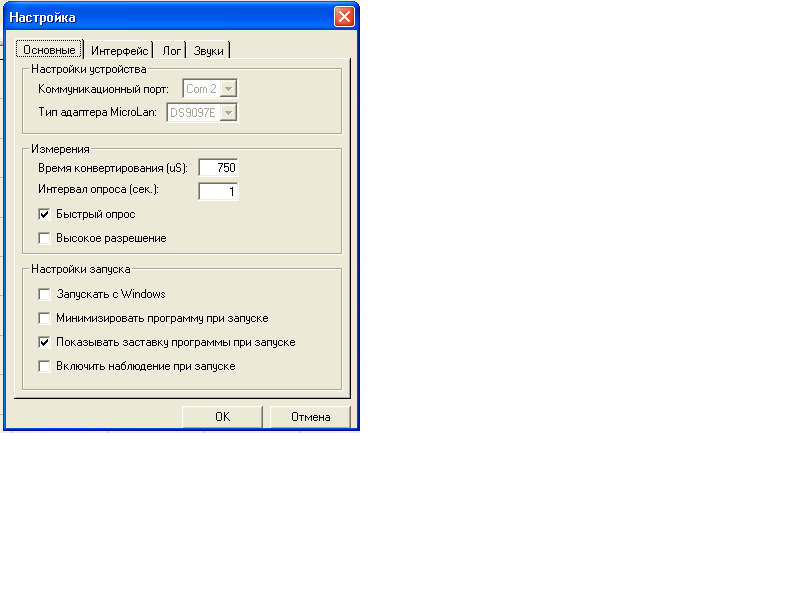 Настройка
Основные Интерфейс Лог Звуки
Настройки устройства
Коммуникационный порт: Com 2
Тип адаптера MicroLan: DS9097E
Измерения
Время конвертирования (uS): 750
Интервал опроса (сек.): 1
Быстрый опрос
Высокое разрешение
Настройки запуска
Запускать с Windows
Минимизировать программу при запуске
Показывать заставку программы при запуске
Включить наблюдение при запуске
OK Отмена